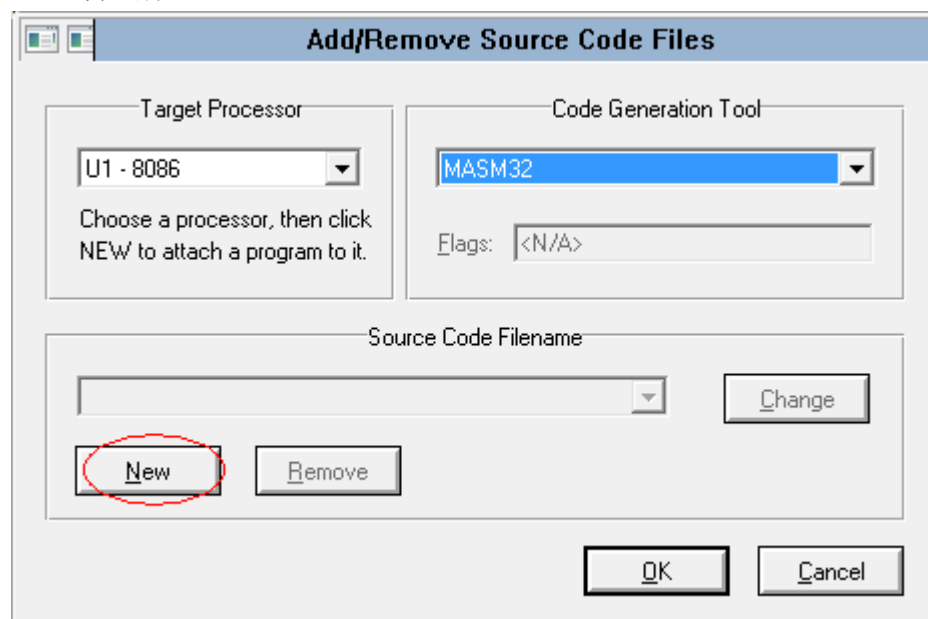 Add/Remove Source Code Files
Target Processor
U1 - 8086
Choose a processor, then click
NEW to attach a program to it.
Code Generation Tool
MASM32
Flags: <N/A>
Source Code Filename
Change
New
Remove
OK
Cancel